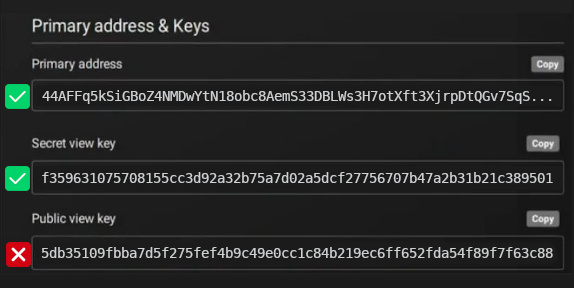 Primary address & Keys
Primary address
Copy
44AFFq5kSiGBoZ4NMDwYtN18obc8AemS33DBLWs3H7otXft3XjrpDtQGv7SqS...
Secret view key
Copy
f359631075708155cc3d92a32b75a7d02a5dcf27756707b47a2b31b21c389501
Public view key
Copy
5db35109fbba7d5f275fef4b9c49e0cc1c84b219ec6ff652fda54f89f7f63c88